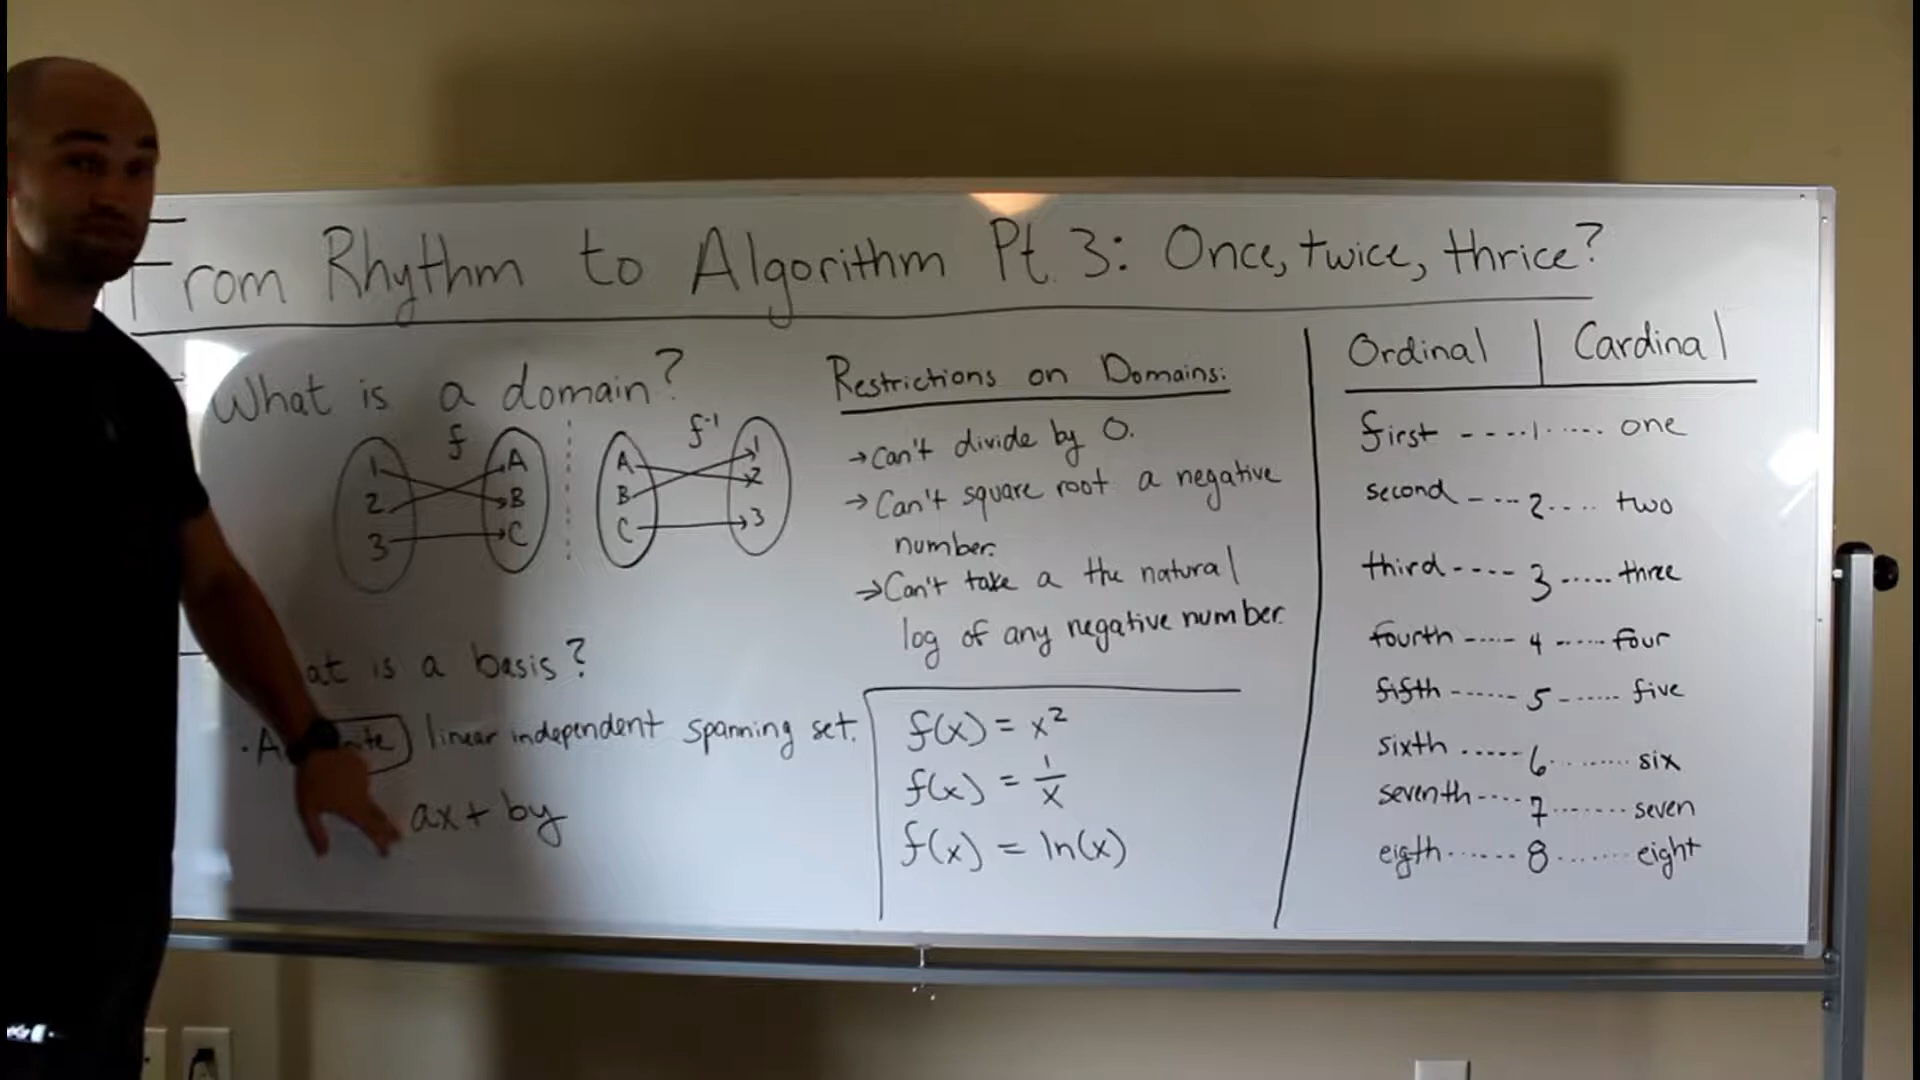 From Rhythm to Algorithm Pt. 3: Once, twice, thrice?
What is a domain?
f
1
2
3
A
B
C
f-1
A
B
C
1
2
3
at is a basis?
· A linear independent spanning set.
ax + by
Restrictions on Domains:
→ Can't divide by 0.
→ Can't square root a negative
number.
→ Can't take a the natural
log of any negative number.
f(x) = x²
f(x) = 1/x
f(x) = ln(x)
Ordinal | Cardinal
first ----1----- one
second ----2.... two
third ----3..... three
fourth -----4----- four
fifth ------5------ five
sixth .....6........ six
seventh ----7....... seven
eigth ......8....... eight